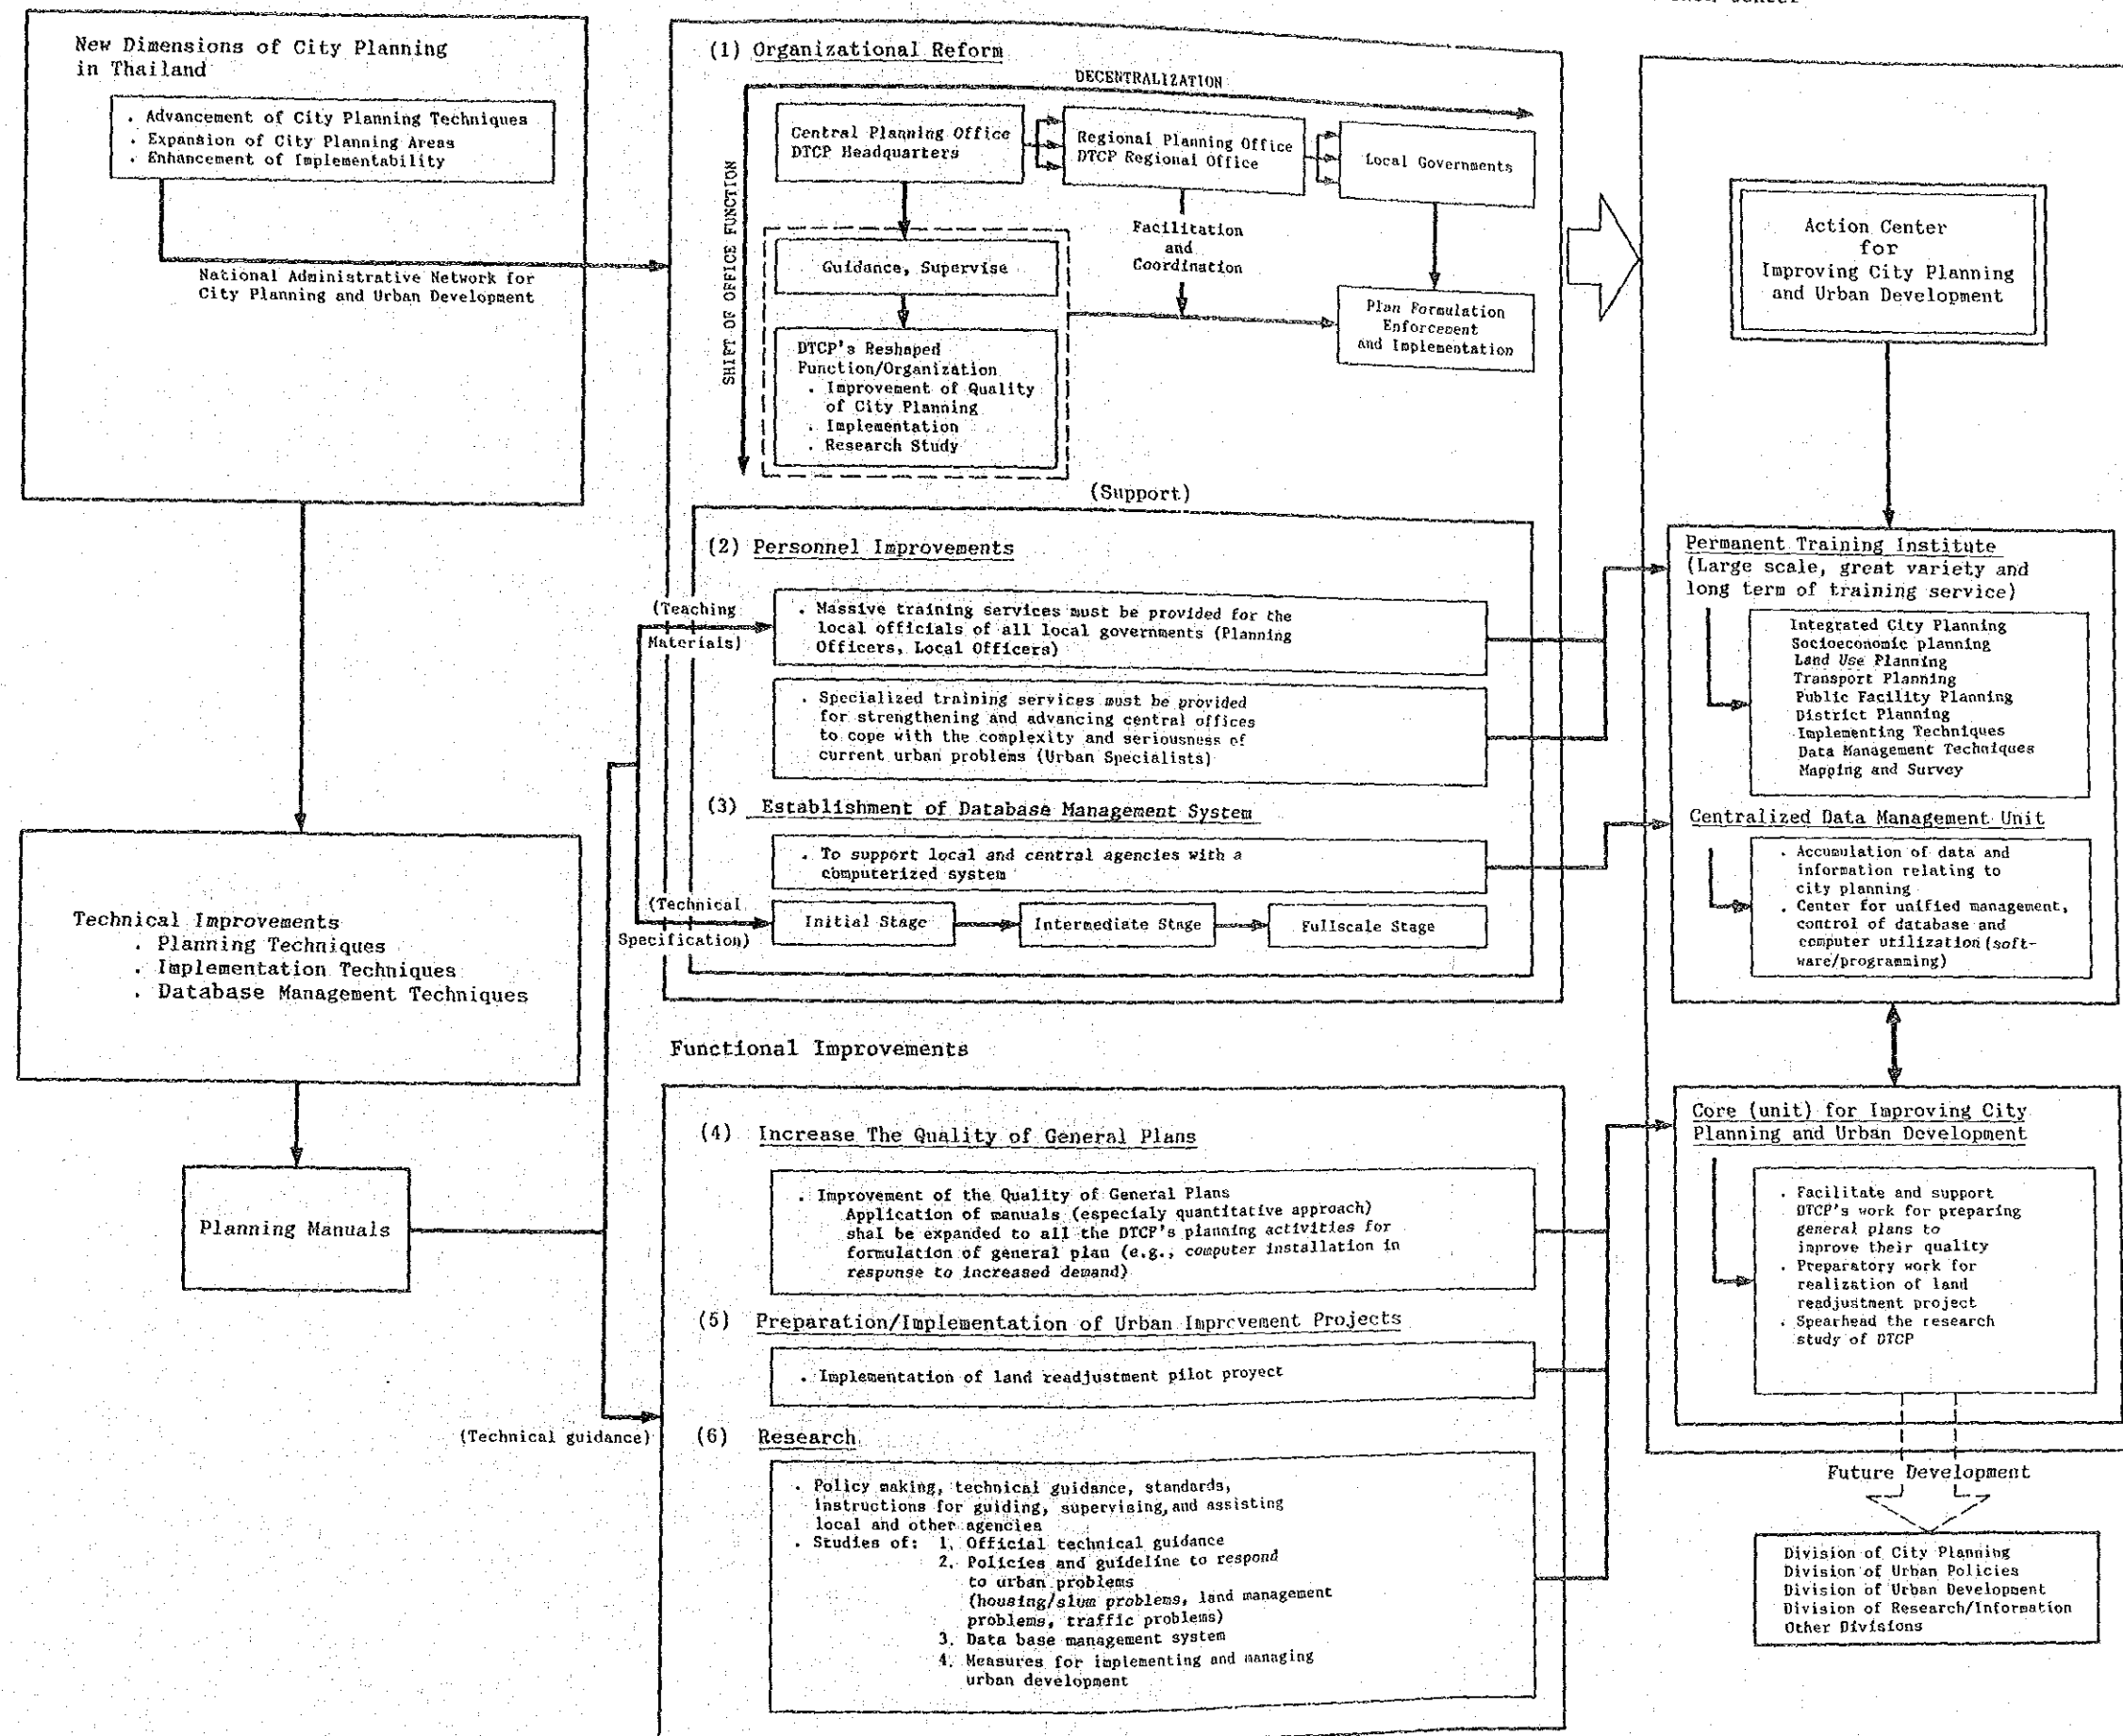 New Dimensions of City Planning
in Thailand
. Advancement of City Planning Techniques
. Expansion of City Planning Areas
. Enhancement of Implementability
National Administrative Network for
City Planning and Urban Development
Technical Improvements
. Planning Techniques
. Implementation Techniques
. Database Management Techniques
Planning Manuals
(1) Organizational Reform
DECENTRALIZATION
SHIFT OF OFFICE FUNCTION
Central Planning Office
DTCP Headquarters
Regional Planning Office
DTCP Regional Office
Local Governments
Guidance, Supervise
Facilitation
and
Coordination
DTCP's Reshaped
Function/Organization
. Improvement of Quality
of City Planning
. Implementation
. Research Study
Plan Formulation
Enforcement
and Implementation
(Support)
(2) Personnel Improvements
(Teaching
Materials)
. Massive training services must be provided for the
local officials of all local governments (Planning
Officers, Local Officers)
. Specialized training services must be provided
for strengthening and advancing central offices
to cope with the complexity and seriousness of
current urban problems (Urban Specialists)
(3) Establishment of Database Management System
. To support local and central agencies with a
computerized system
(Technical
Specification)
Initial Stage
Intermediate Stage
Fullscale Stage
Functional Improvements
(4) Increase The Quality of General Plans
. Improvement of the Quality of General Plans
Application of manuals (especialy quantitative approach)
shal be expanded to all the DTCP's planning activities for
formulation of general plan (e.g., computer installation in
response to increased demand)
(5) Preparation/Implementation of Urban Imprcvement Projects
. Implementation of land readjustment pilot proyect
(Technical guidance)
(6) Research
. Policy making, technical guidance, standards,
instructions for guiding, supervising, and assisting
local and other agencies
. Studies of: 1. Official technical guidance
2. Policies and guideline to respond
to urban problems
(housing/slum problems, land management
problems, traffic problems)
3. Data base management system
4. Measures for implementing and managing
urban development
Action Center
for
Improving City Planning
and Urban Development
Permanent Training Institute
(Large scale, great variety and
long term of training service)
Integrated City Planning
Socioeconomic planning
Land Use Planning
Transport Planning
Public Facility Planning
District Planning
Implementing Techniques
Data Management Techniques
Mapping and Survey
Centralized Data Management Unit
. Accumulation of data and
information relating to
city planning
. Center for unified management,
control of database and
computer utilization (soft-
ware/programming)
Core (unit) for Improving City
Planning and Urban Development
. Facilitate and support
DTCP's work for preparing
general plans to
improve their quality
. Preparatory work for
realization of land
readjustment project
. Spearhead the research
study of DTCP
Future Development
Division of City Planning
Division of Urban Policies
Division of Urban Development
Division of Research/Information
Other Divisions